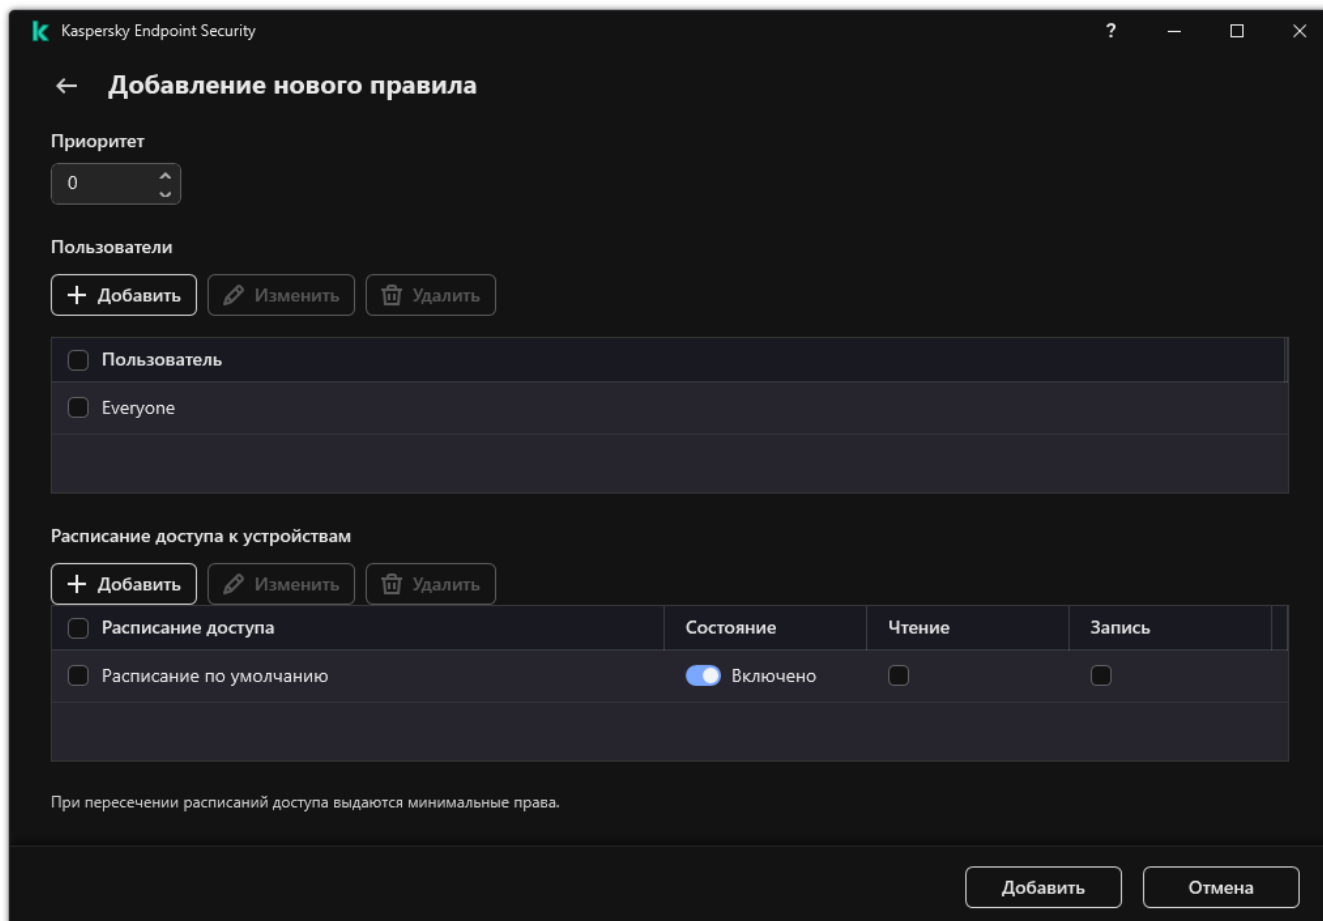 Kaspersky Endpoint Security ?
Добавление нового правила
Приоритет
0
Пользователи
Добавить Изменить Удалить
Пользователь
Everyone
Расписание доступа к устройствам
Добавить Изменить Удалить
Расписание доступа Состояние Чтение Запись
Расписание по умолчанию Включено
При пересечении расписаний доступа выдаются минимальные права.
Добавить Отмена